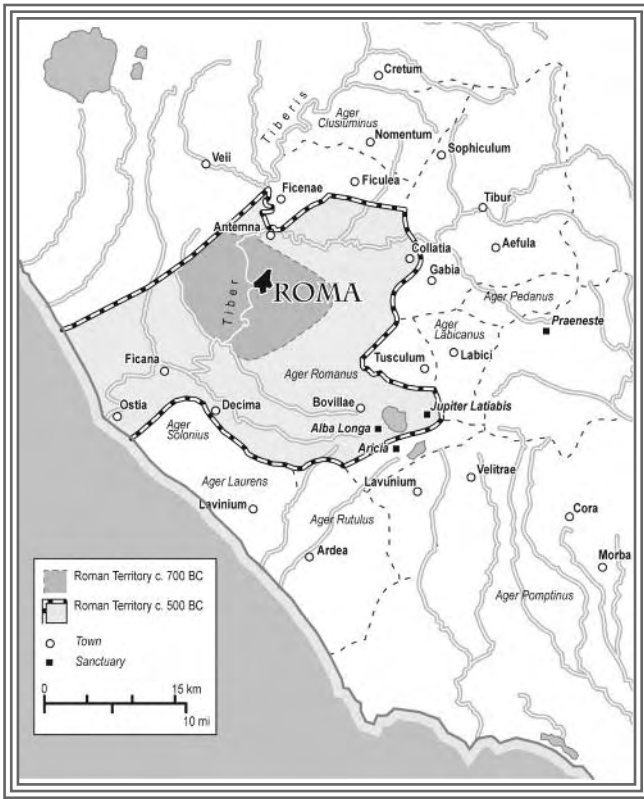 Cretum
Tiberis
Ager
Clusiuminus
Nomentum
Sophiculum
Veii
Ficulea
Ficenae
Tibur
Antemna
Collatia
Aefula
Gabia
Tiber
ROMA
Ager Pedanus
Praeneste
Ager
Labicanus
Labici
Tusculum
Ficana
Ager Romanus
Ostia
Decima
Bovillae
Jupiter Latiabis
Alba Longa
Ager
Solonius
Aricia
Velitrae
Ager Laurens
Lavunium
Lavinium
Ager Rutulus
Cora
Ardea
Morba
Ager Pomptinus
Roman Territory c. 700 BC
Roman Territory c. 500 BC
Town
Sanctuary
0 15 km
10 mi